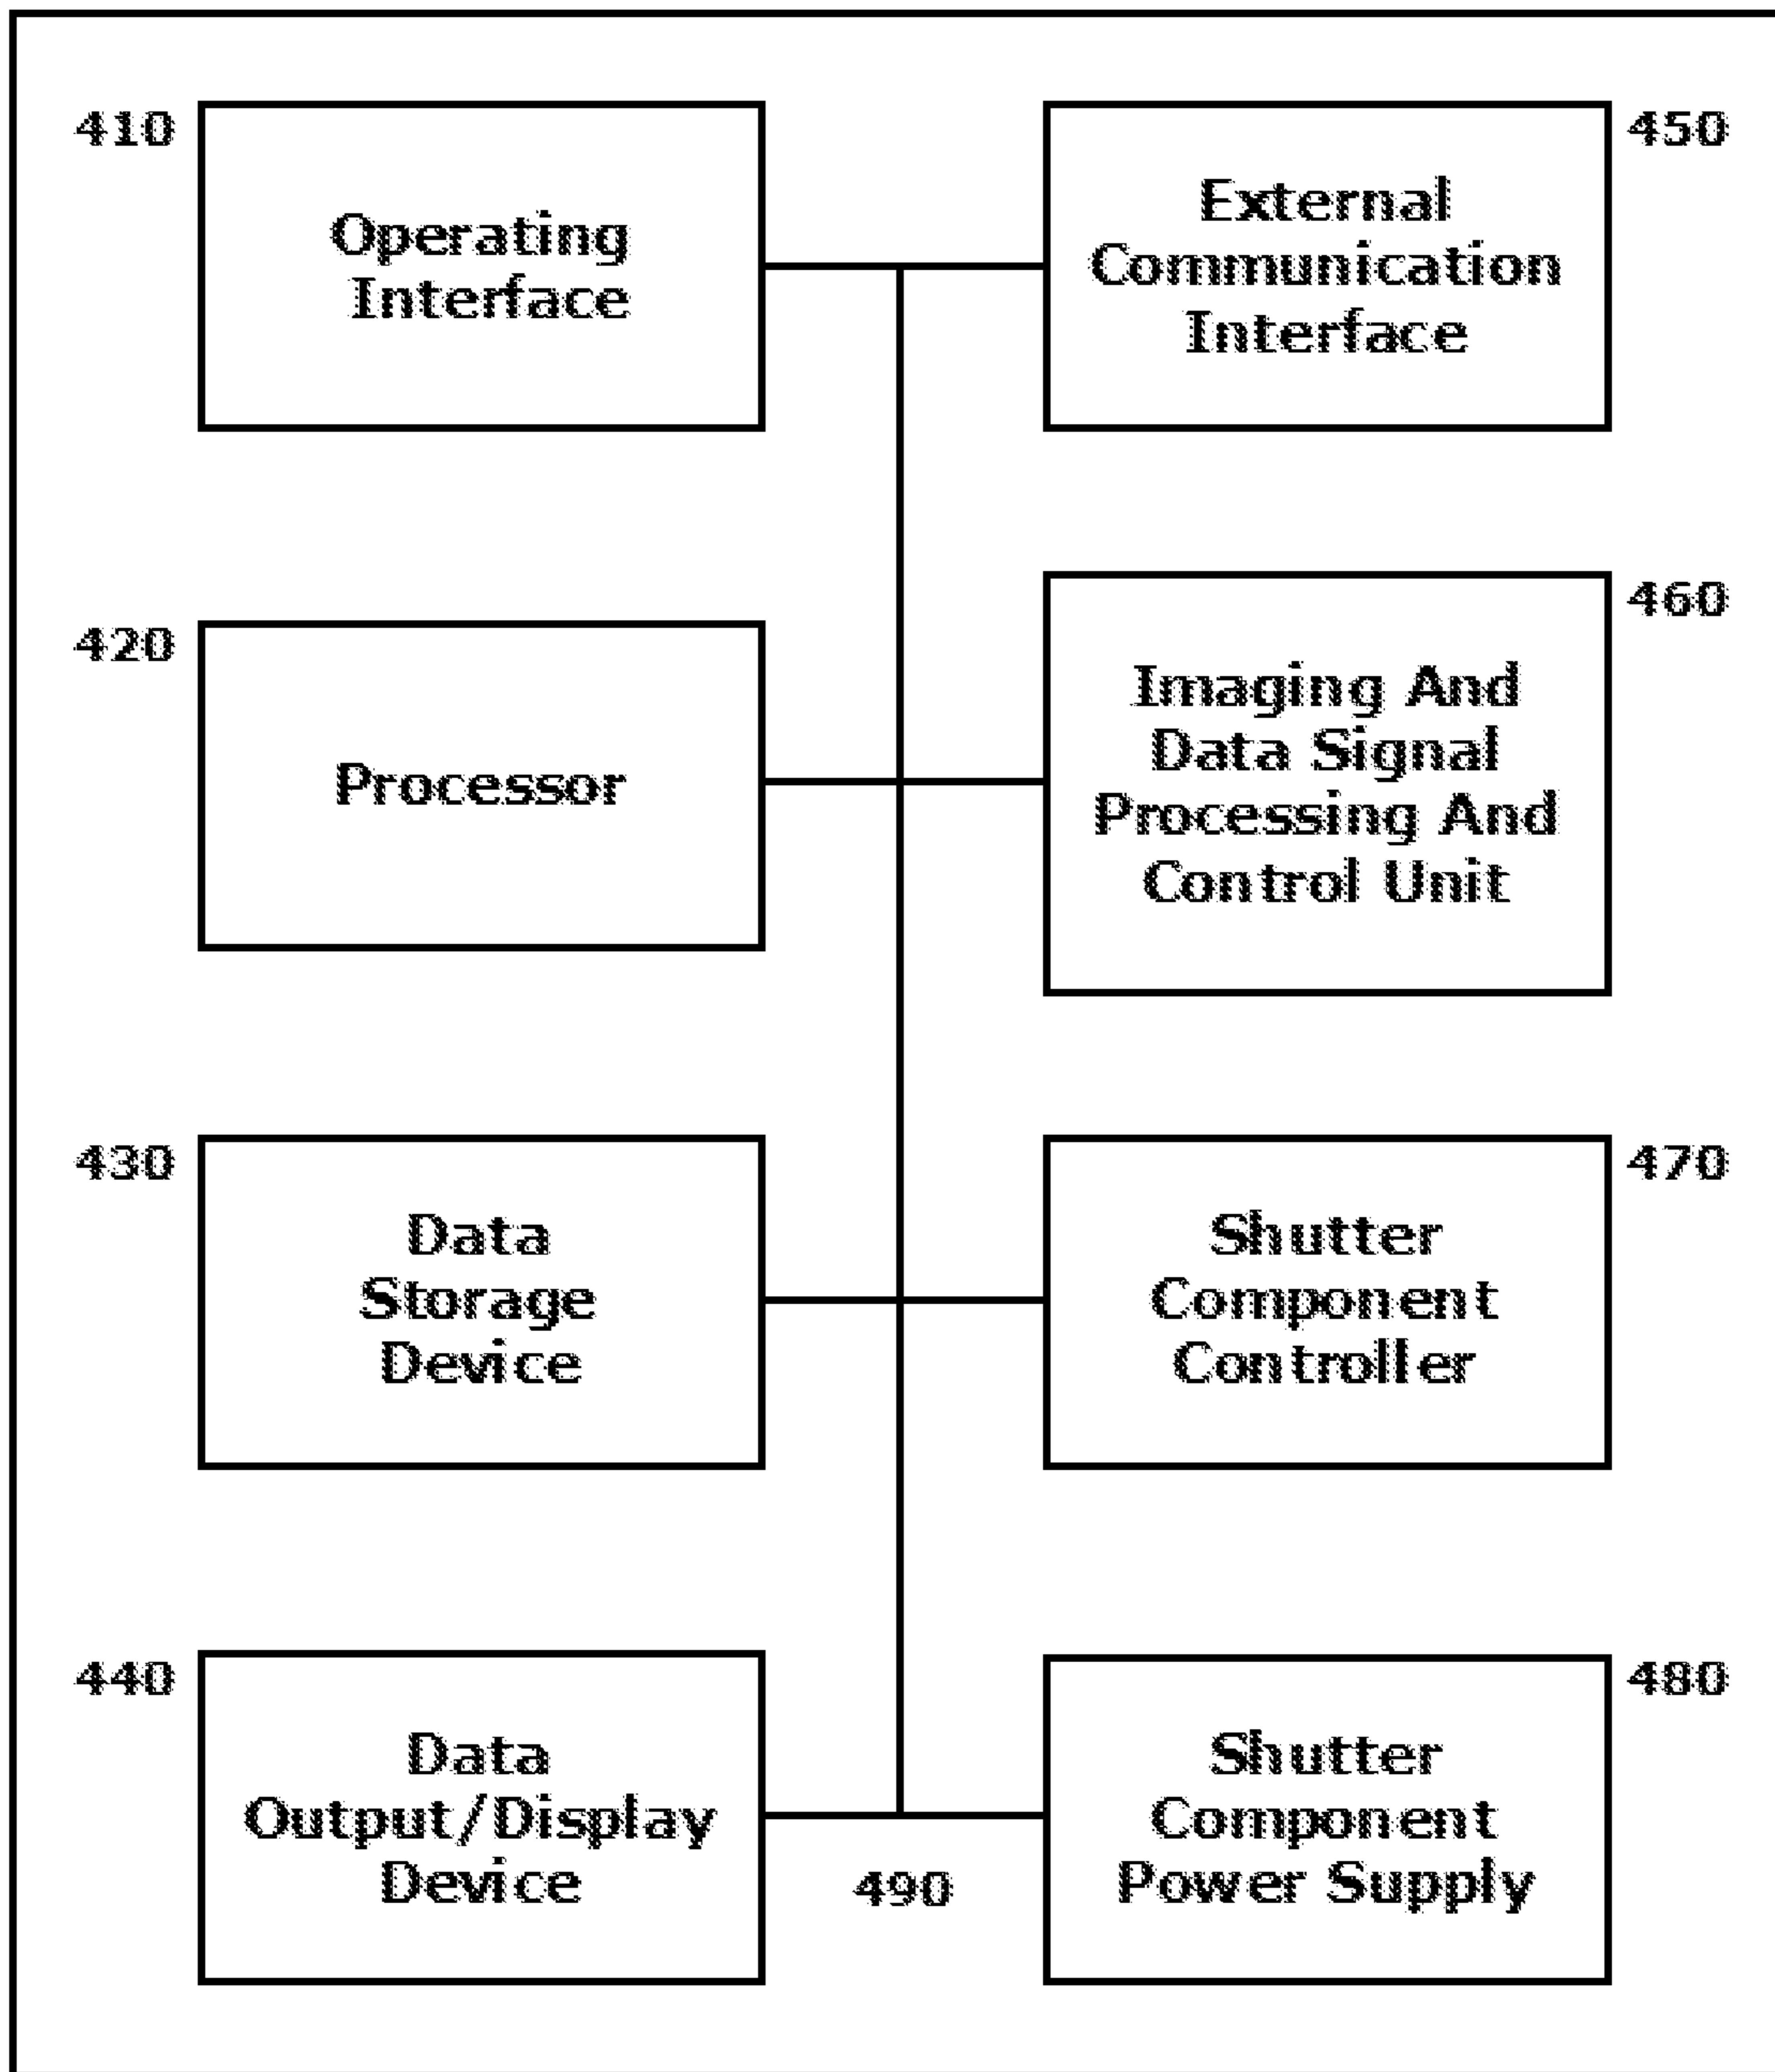 410
Operating
Interface
450
External
Communication
Interface
420
Processor
460
Imaging And
Data Signal
Processing And
Control Unit
430
Data
Storage
Device
470
Shutter
Component
Controller
440
Data
Output/Display
Device
490
480
Shutter
Component
Power Supply